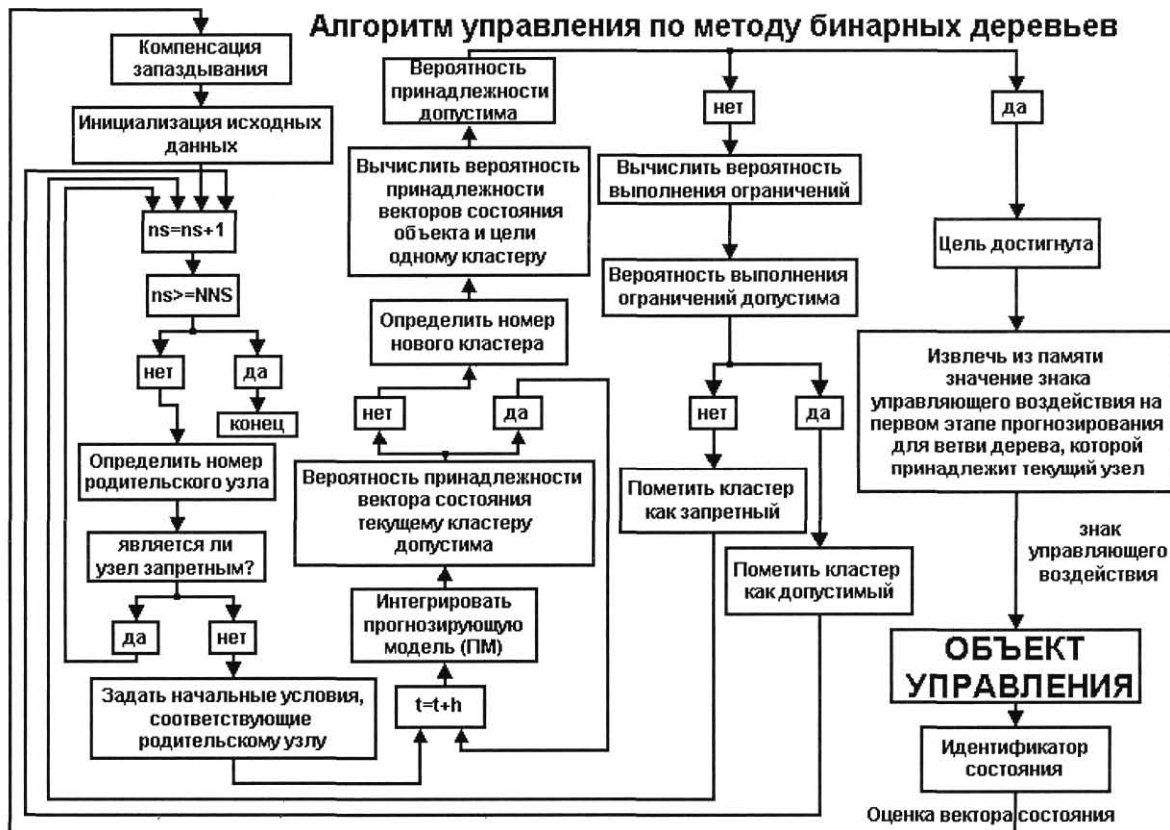 Алгоритм управления по методу бинарных деревьев
Компенсация
запаздывания
Инициализация исходных
данных
ns=ns+1
ns>=NNS
нет
да
конец
Определить номер
родительского узла
является ли
узел запретным?
да
нет
Задать начальные условия,
соответствующие
родительскому узлу
t=t+h
Интегрировать
прогнозирующую
модель (ПМ)
Вероятность принадлежности
вектора состояния
текущему кластеру
допустима
нет
да
Определить номер
нового кластера
Вычислить вероятность
принадлежности
векторов состояния
объекта и цели
одному кластеру
Вероятность
принадлежности
допустима
нет
да
Вычислить вероятность
выполнения ограничений
Вероятность выполнения
ограничений допустима
нет
да
Пометить кластер
как запретный
Пометить кластер
как допустимый
Цель достигнута
Извлечь из памяти
значение знака
управляющего воздействия на
первом этапе прогнозирования
для ветви дерева, которой
принадлежит текущий узел
знак
управляющего
воздействия
ОБЪЕКТ
УПРАВЛЕНИЯ
Идентификатор
состояния
Оценка вектора состояния